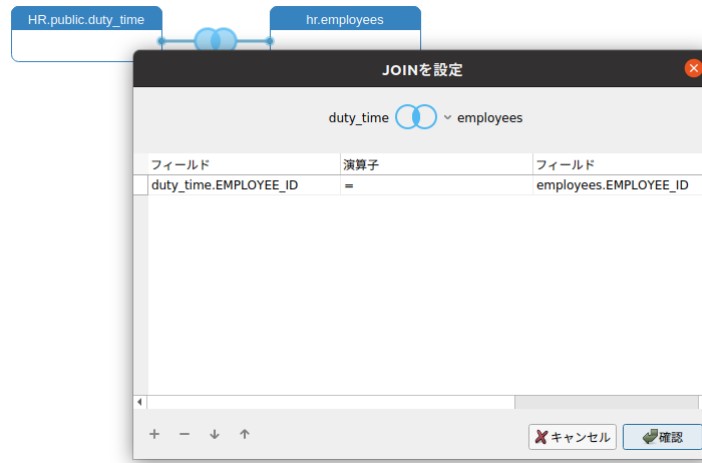 HR.public.duty_time
hr.employees
JOINを設定
duty_time employees
フィールド 演算子 フィールド
duty_time.EMPLOYEE_ID = employees.EMPLOYEE_ID
キャンセル 確認